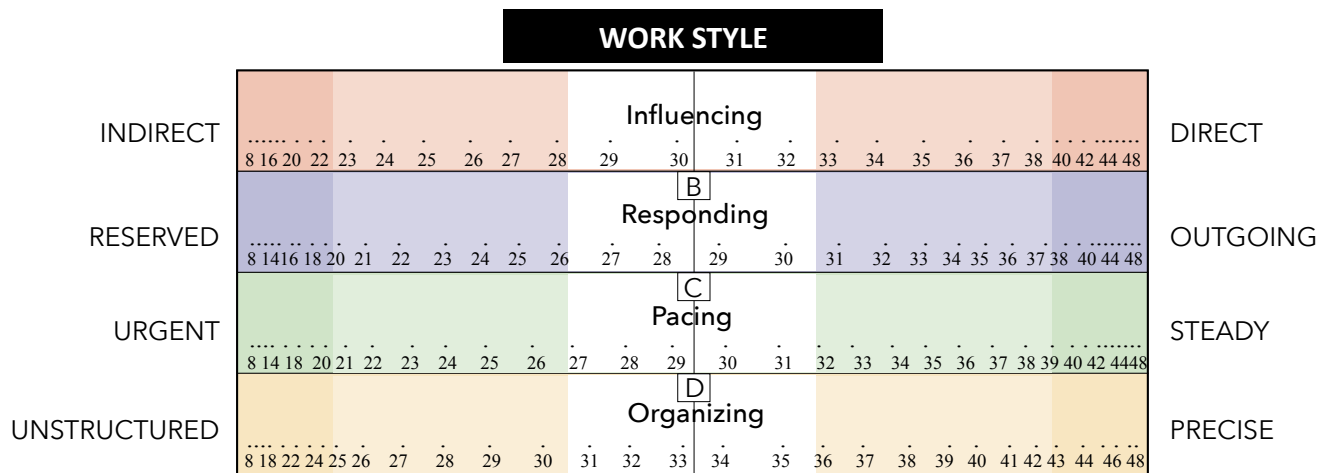 WORK STYLE
Influencing
INDIRECT
DIRECT
8 16 20 22 23 24 25 26 27 28 29 30 31 32 33 34 35 36 37 38 40 42 44 48
B
Responding
RESERVED
OUTGOING
8 1416 18 20 21 22 23 24 25 26 27 28 29 30 31 32 33 34 35 36 37 38 40 44 48
C
Pacing
URGENT
STEADY
8 14 18 20 21 22 23 24 25 26 27 28 29 30 31 32 33 34 35 36 37 38 39 40 42 4448
D
Organizing
UNSTRUCTURED
PRECISE
8 18 22 24 25 26 27 28 29 30 31 32 33 34 35 36 37 38 39 40 41 42 43 44 46 48